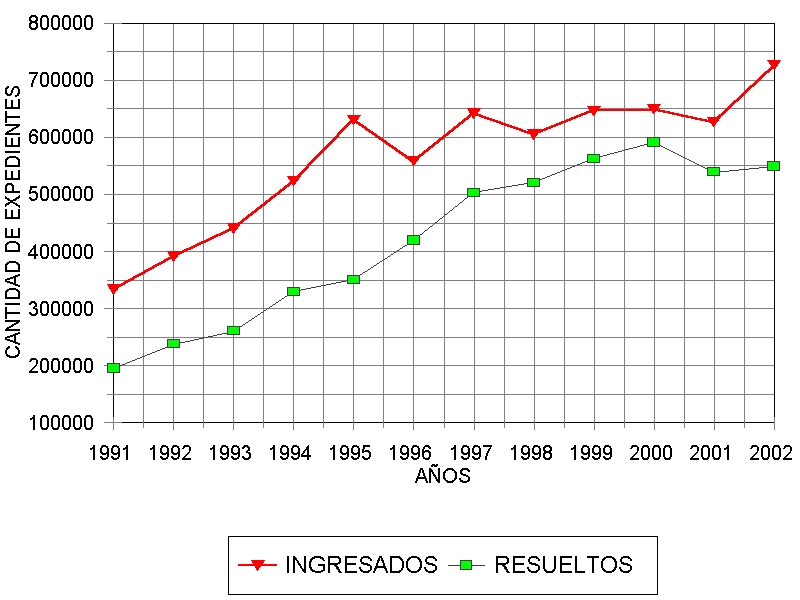 800000
700000
600000
500000
400000
300000
200000
100000
CANTIDAD DE EXPEDIENTES
1991 1992 1993 1994 1995 1996 1997 1998 1999 2000 2001 2002
AÑOS
INGRESADOS RESUELTOS